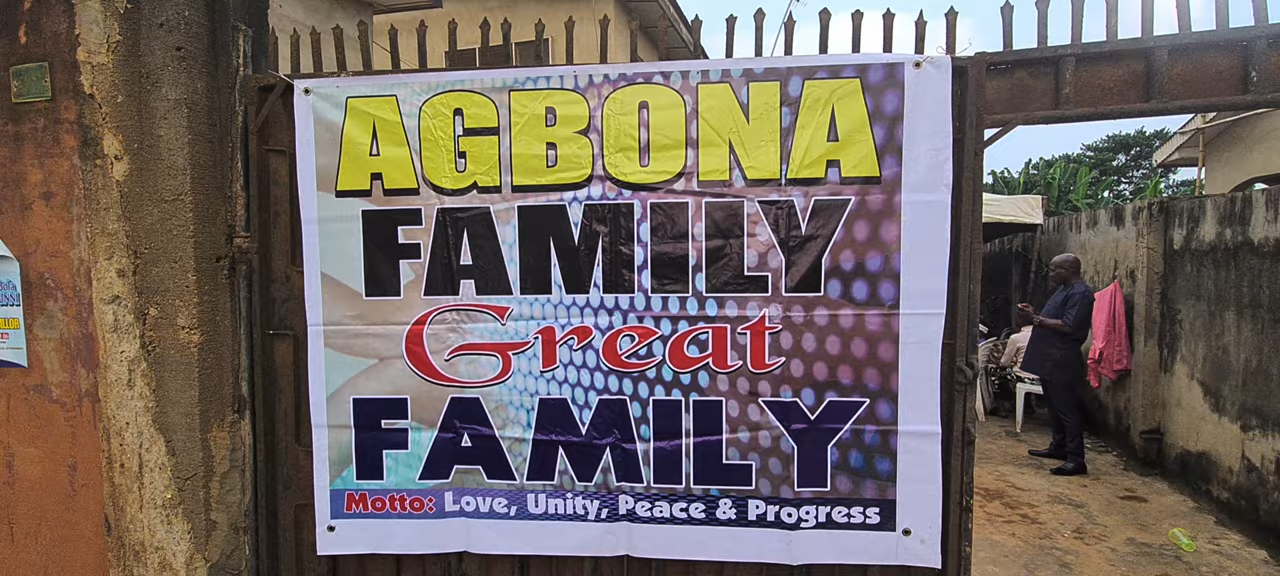 AGBONA
FAMILY
Great
FAMILY
Motto: Love, Unity, Peace & Progress